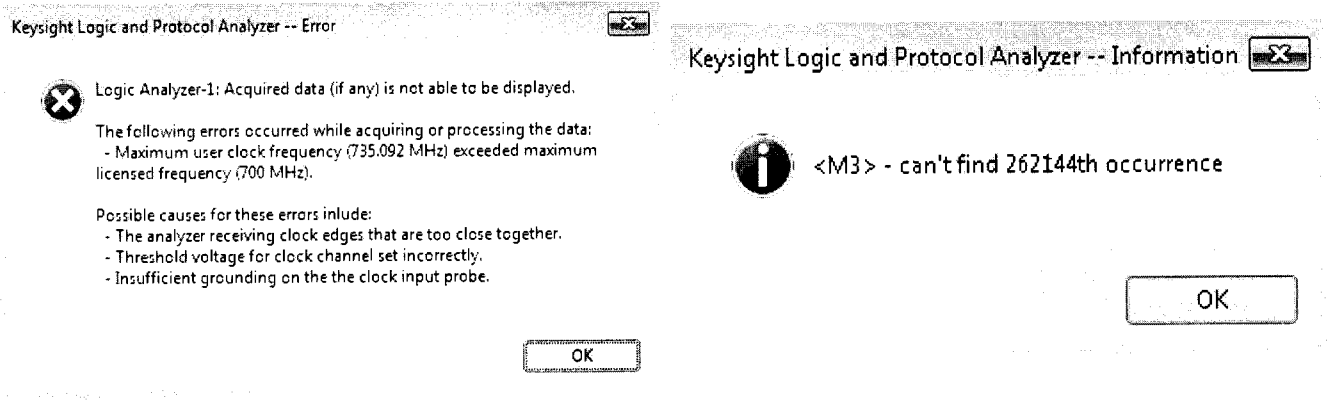 Keysight Logic and Protocol Analyzer -- Error
Logic Analyzer-1: Acquired data (if any) is not able to be displayed.
The following errors occurred while acquiring or processing the data:
- Maximum user clock frequency (735.092 MHz) exceeded maximum
licensed frequency (700 MHz).
Possible causes for these errors inlude:
- The analyzer receiving clock edges that are too close together.
- Threshold voltage for clock channel set incorrectly.
- Insufficient grounding on the the clock input probe.
OK
Keysight Logic and Protocol Analyzer -- Information
<M3> - can't find 262144th occurrence
OK